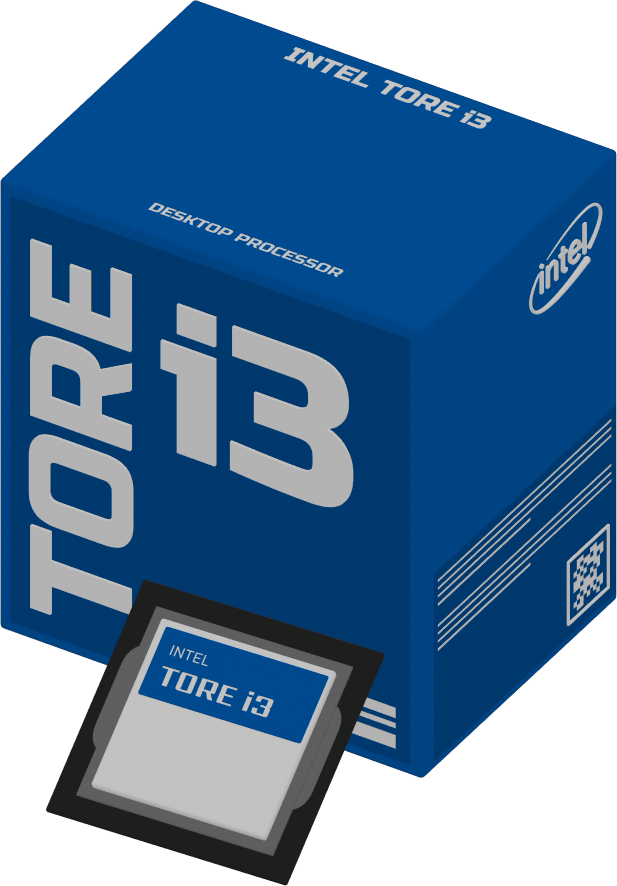 INTEL TORE i3
DESKTOP PROCESSOR
intel
TORE
i3
INTEL
TORE i3